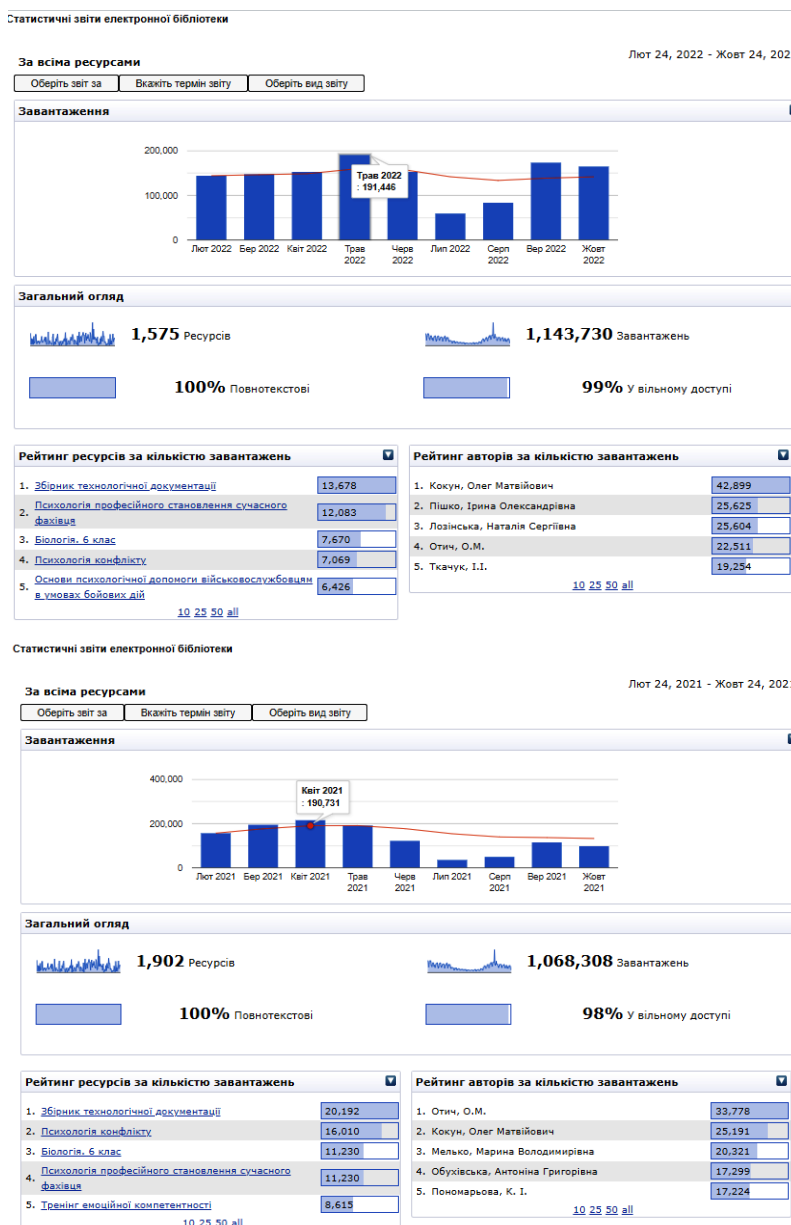 Статистичні звіти електронної бібліотеки
Лют 24, 2022 - Жовт 24, 202
За всіма ресурсами
Оберіть звіт за Вкажіть термін звіту Оберіть вид звіту
Завантаження
200,000
Трав 2022
: 191,446
100,000
0
Лют 2022 Бер 2022 Квіт 2022 Трав 2022 Черв 2022 Лип 2022 Серп 2022 Вер 2022 Жовт 2022
Загальний огляд
1,575 Ресурсів 1,143,730 Завантажень
100% Повнотекстові 99% У вільному доступі
Рейтинг ресурсів за кількістю завантажень
1. Збірник технологічної документації 13,678
2. Психологія професійного становлення сучасного фахівця 12,083
3. Біологія. 6 клас 7,670
4. Психологія конфлікту 7,069
5. Основи психологічної допомоги військовослужбовцям в умовах бойових дій 6,426
10 25 50 all
Рейтинг авторів за кількістю завантажень
1. Кокун, Олег Матвійович 42,899
2. Пішко, Ірина Олександрівна 25,625
3. Лозінська, Наталія Сергіївна 25,604
4. Отич, О.М. 22,511
5. Ткачук, І.І. 19,254
10 25 50 all
Статистичні звіти електронної бібліотеки
Лют 24, 2021 - Жовт 24, 2021
За всіма ресурсами
Оберіть звіт за Вкажіть термін звіту Оберіть вид звіту
Завантаження
400,000
Квіт 2021
: 190,731
200,000
0
Лют 2021 Бер 2021 Квіт 2021 Трав 2021 Черв 2021 Лип 2021 Серп 2021 Вер 2021 Жовт 2021
Загальний огляд
1,902 Ресурсів 1,068,308 Завантажень
100% Повнотекстові 98% У вільному доступі
Рейтинг ресурсів за кількістю завантажень
1. Збірник технологічної документації 20,192
2. Психологія конфлікту 16,010
3. Біологія. 6 клас 11,230
4. Психологія професійного становлення сучасного фахівця 11,230
5. Тренінг емоційної компетентності 8,615
10 25 50 all
Рейтинг авторів за кількістю завантажень
1. Отич, О.М. 33,778
2. Кокун, Олег Матвійович 25,191
3. Мелько, Марина Володимирівна 20,321
4. Обухівська, Антоніна Григорівна 17,299
5. Пономарьова, К. І. 17,224
10 25 50 all